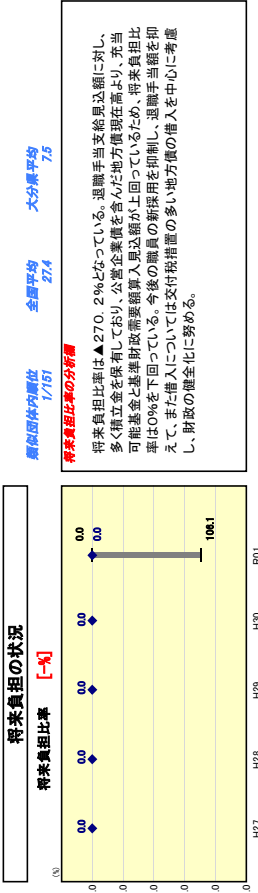 将来負担の状況
将来負担比率 [-%]
類似団体内順位
1/151
全国平均
27.4
大分県平均
7.5
将来負担比率の分析欄
将来負担比率は▲270.2%となっている。退職手当支給見込額に対し、
多く積立金を保有しており、公営企業債を含んだ地方債現在高より、充当
可能基金と基準財政需要額算入見込額が上回っているため、将来負担比
率は0%を下回っている。今後の職員の新採用を抑制し、退職手当額を抑
えて、また借入については交付税措置の多い地方債の借入を中心に考慮
し、財政の健全化に努める。
(%)
.0
.0
.0
.0
.0
.0
0.0
0.0
0.0
0.0
0.0
0.0
106.1
H27
H28
H29
H30
R01